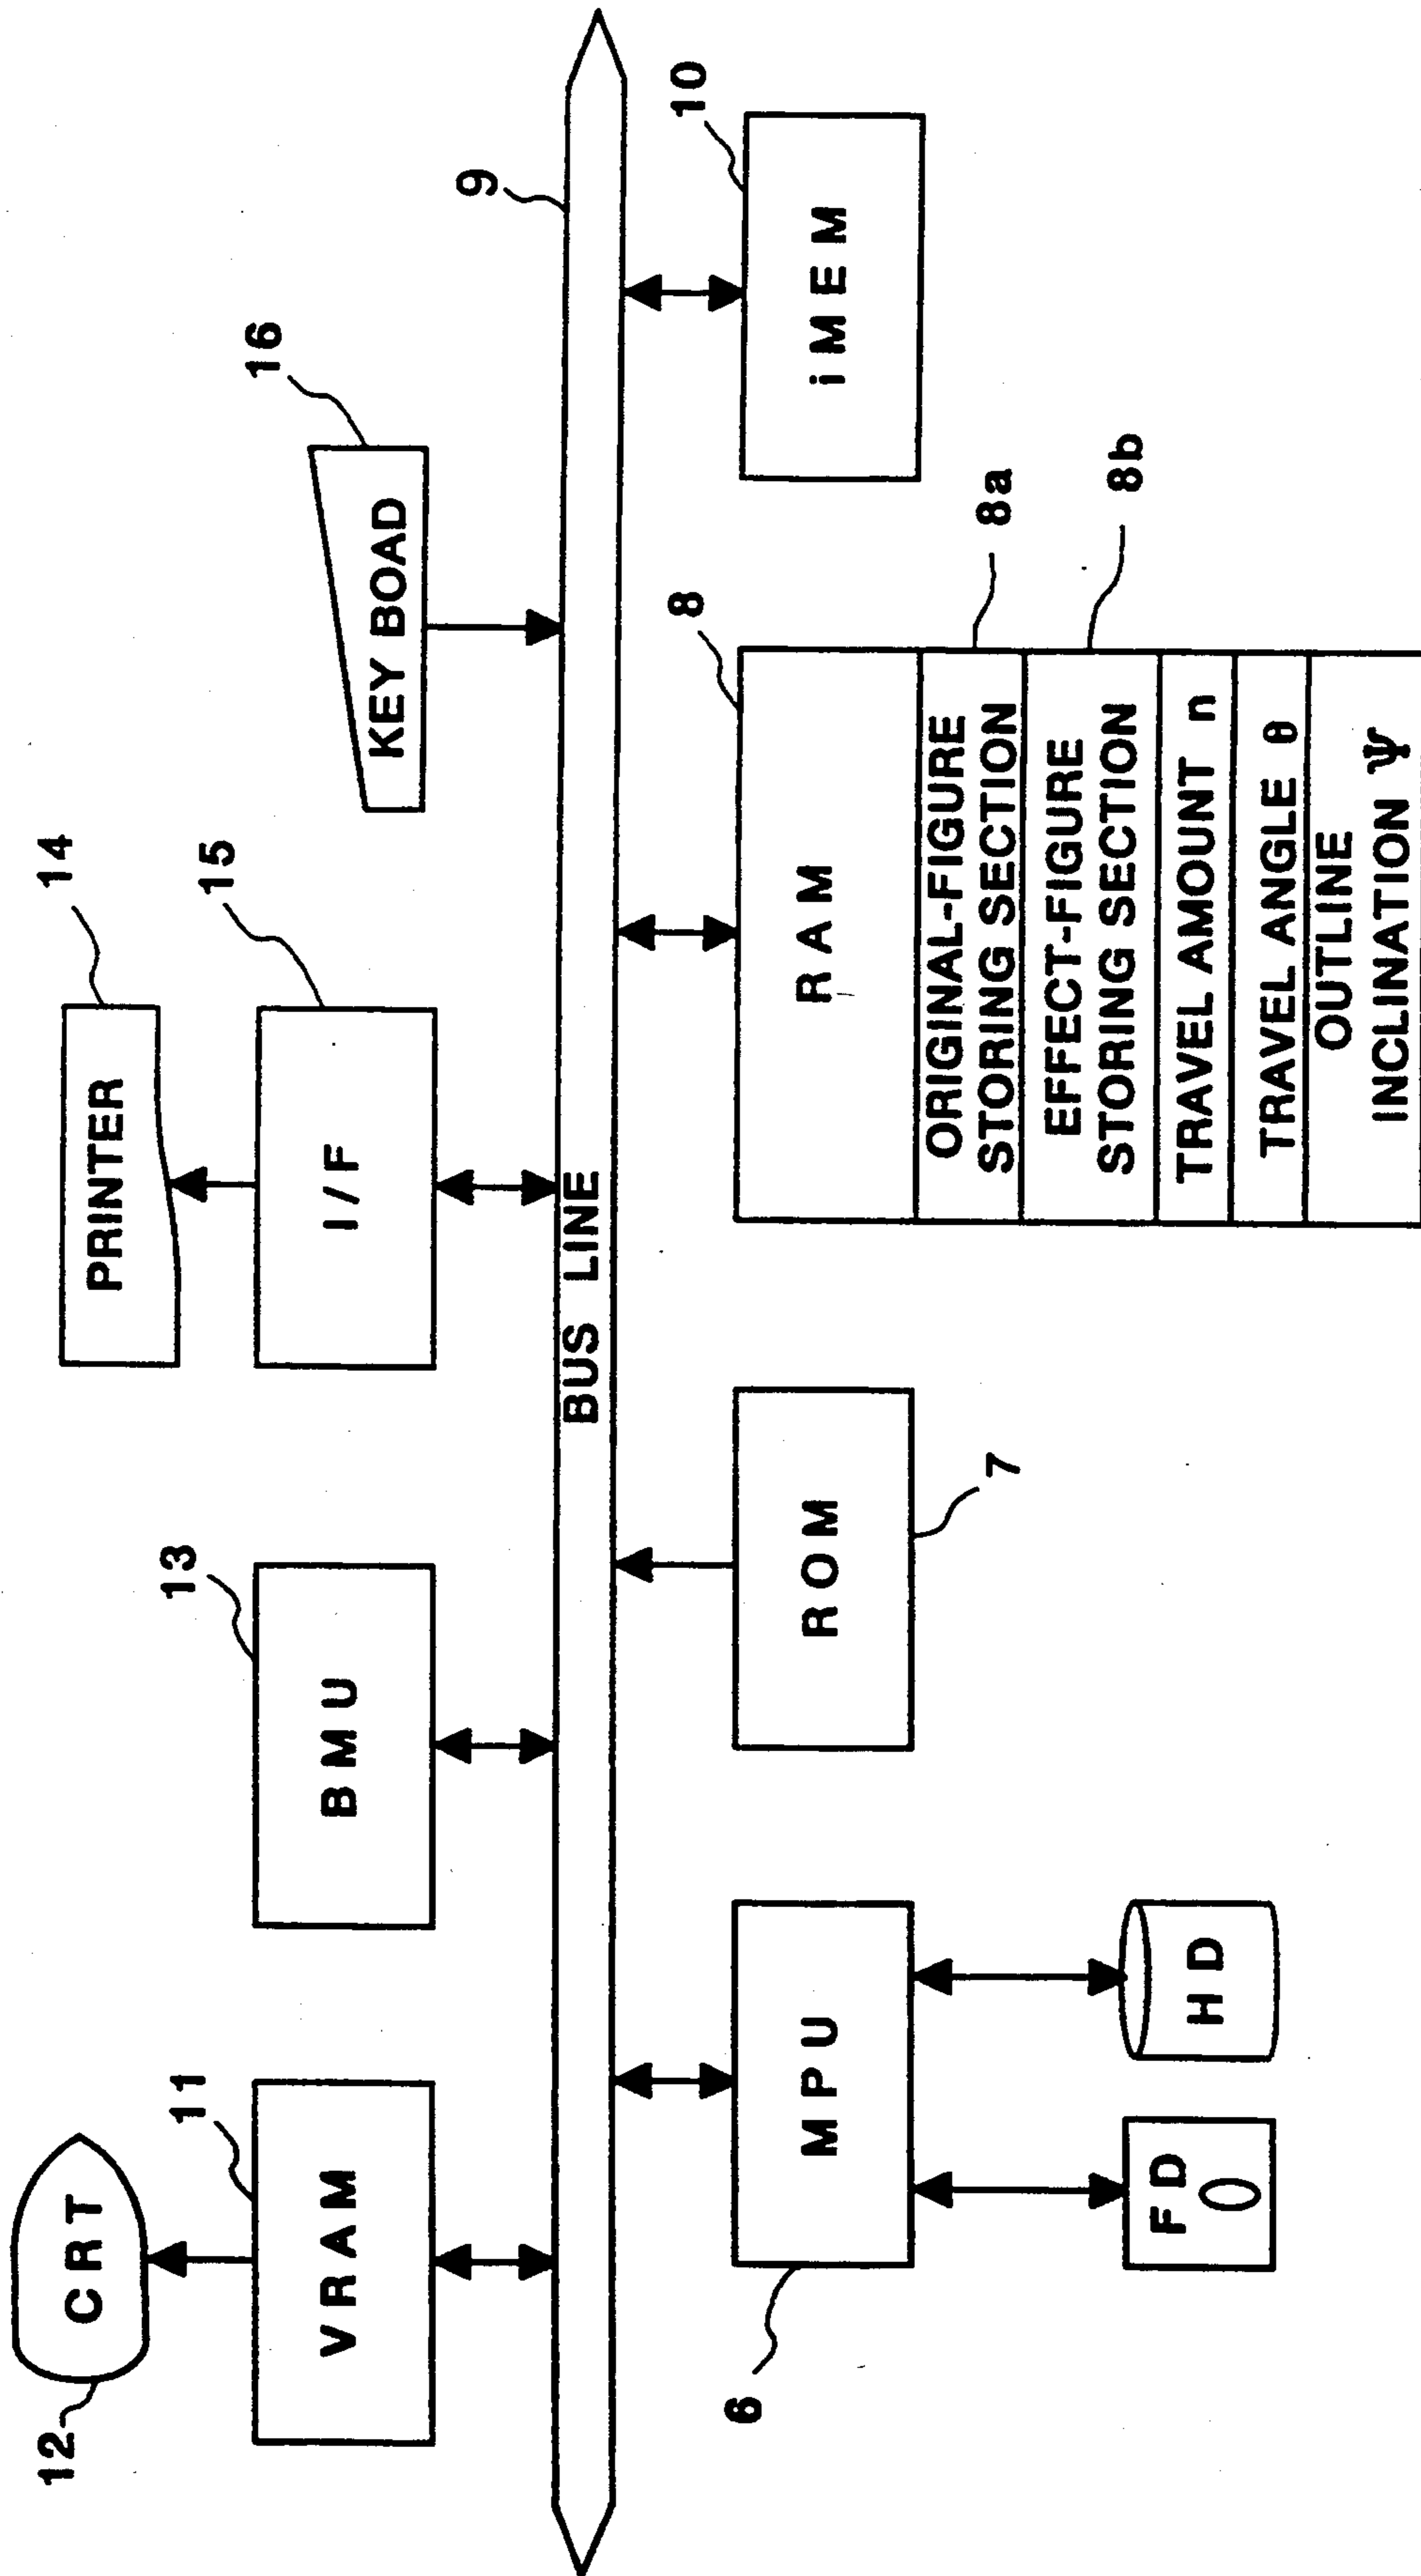 12
CRT
11
VRAM
13
BMU
14
PRINTER
15
I/F
16
KEY BOAD
9
BUS LINE
6
MPU
FD
HD
ROM
7
8
RAM
ORIGINAL-FIGURE
STORING SECTION
8a
EFFECT-FIGURE
STORING SECTION
8b
TRAVEL AMOUNT n
TRAVEL ANGLE θ
OUTLINE
INCLINATION Ψ
10
iMEM